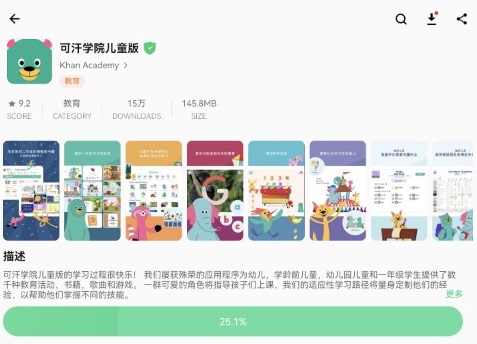 可汗学院儿童版
Khan Academy
教育
9.2 教育 15万 145.8MB
SCORE CATEGORY DOWNLOADS SIZE
G
a
b
c
描述
可汗学院儿童版的学习过程很快乐！ 我们屡获殊荣的应用程序为幼儿、学龄前儿童、幼儿园儿童和一年级学生提供了数
千种教育活动、书籍、歌曲和游戏。 一群可爱的角色将指导孩子们上课，我们的适应性学习路径将量身定制他们的经
验，以帮助他们掌握不同的技能。
更多
25.1%